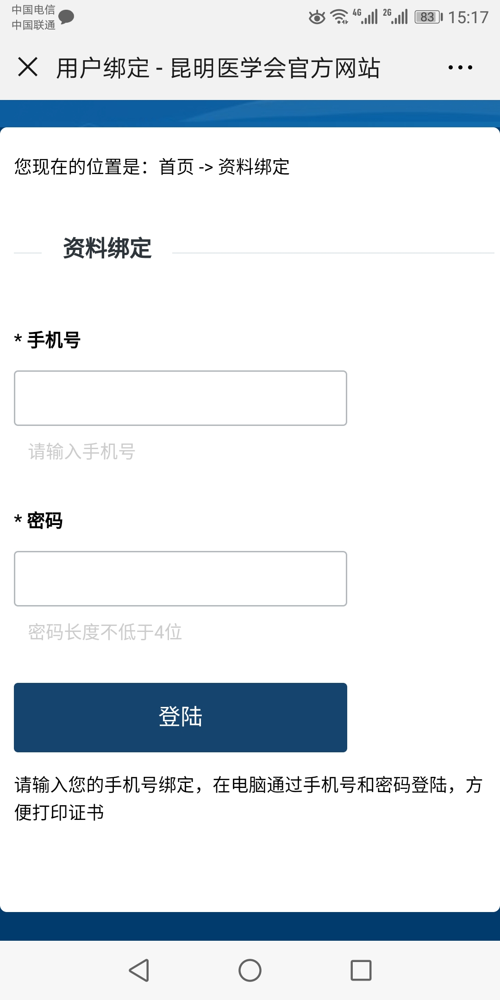 中国电信
中国联通
4G 2G 83 15:17
用户绑定 - 昆明医学会官方网站
您现在的位置是：首页 -> 资料绑定
资料绑定
* 手机号
请输入手机号
* 密码
密码长度不低于4位
登陆
请输入您的手机号绑定，在电脑通过手机号和密码登陆，方
便打印证书